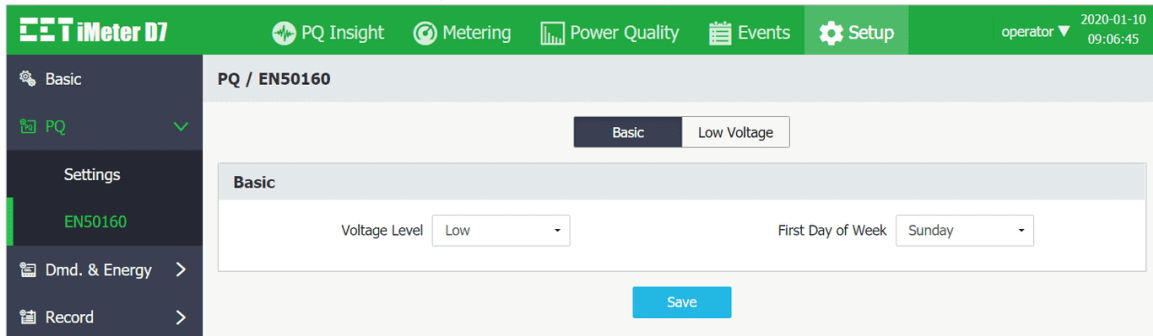 CET iMeter D7
PQ Insight
Metering
Power Quality
Events
Setup
operator ▼
2020-01-10
09:06:45
Basic
PQ / EN50160
PQ
Basic
Low Voltage
Settings
Basic
EN50160
Voltage Level
Low
First Day of Week
Sunday
Dmd. & Energy
Save
Record